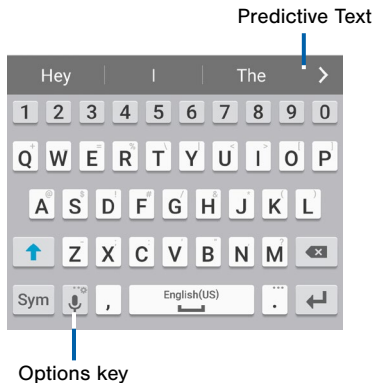 Predictive Text
Hey I The >
1 2 3 4 5 6 7 8 9 0
Q W E R T Y U I O P
A S D F G H J K L
Z X C V B N M
Sym , English(US) .
Options key